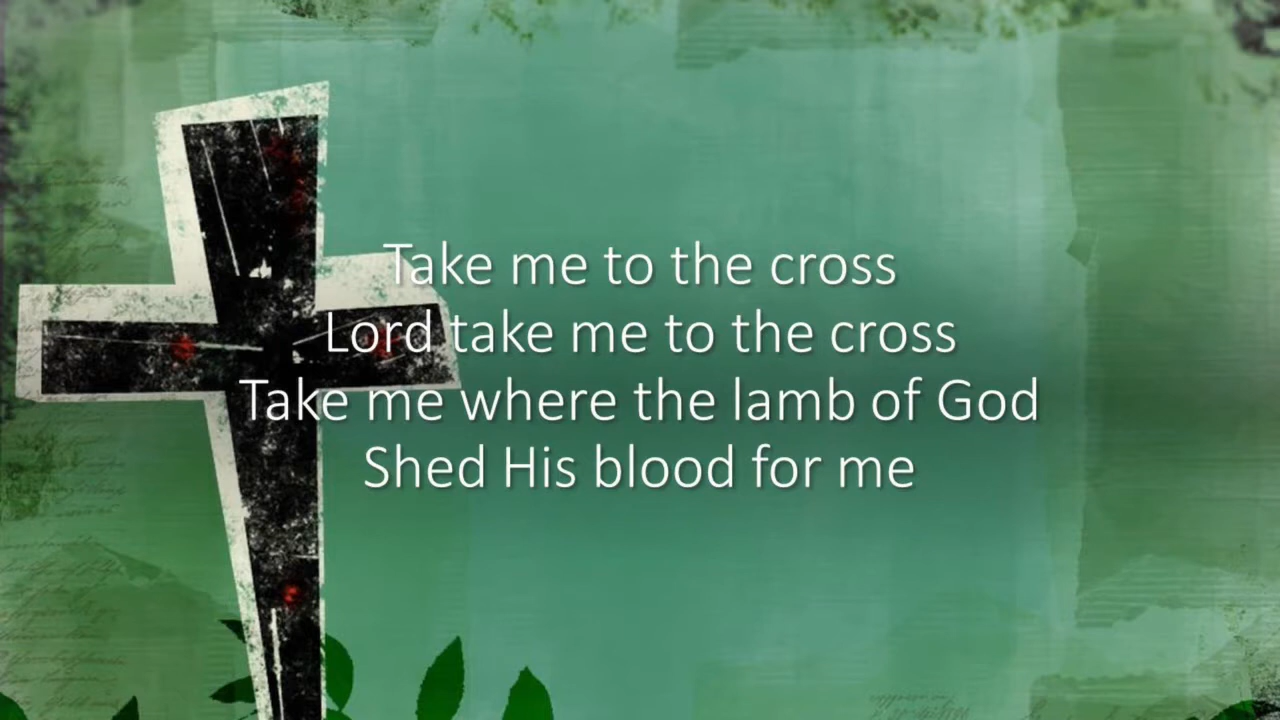 Take me to the cross
Lord take me to the cross
Take me where the lamb of God
Shed His blood for me